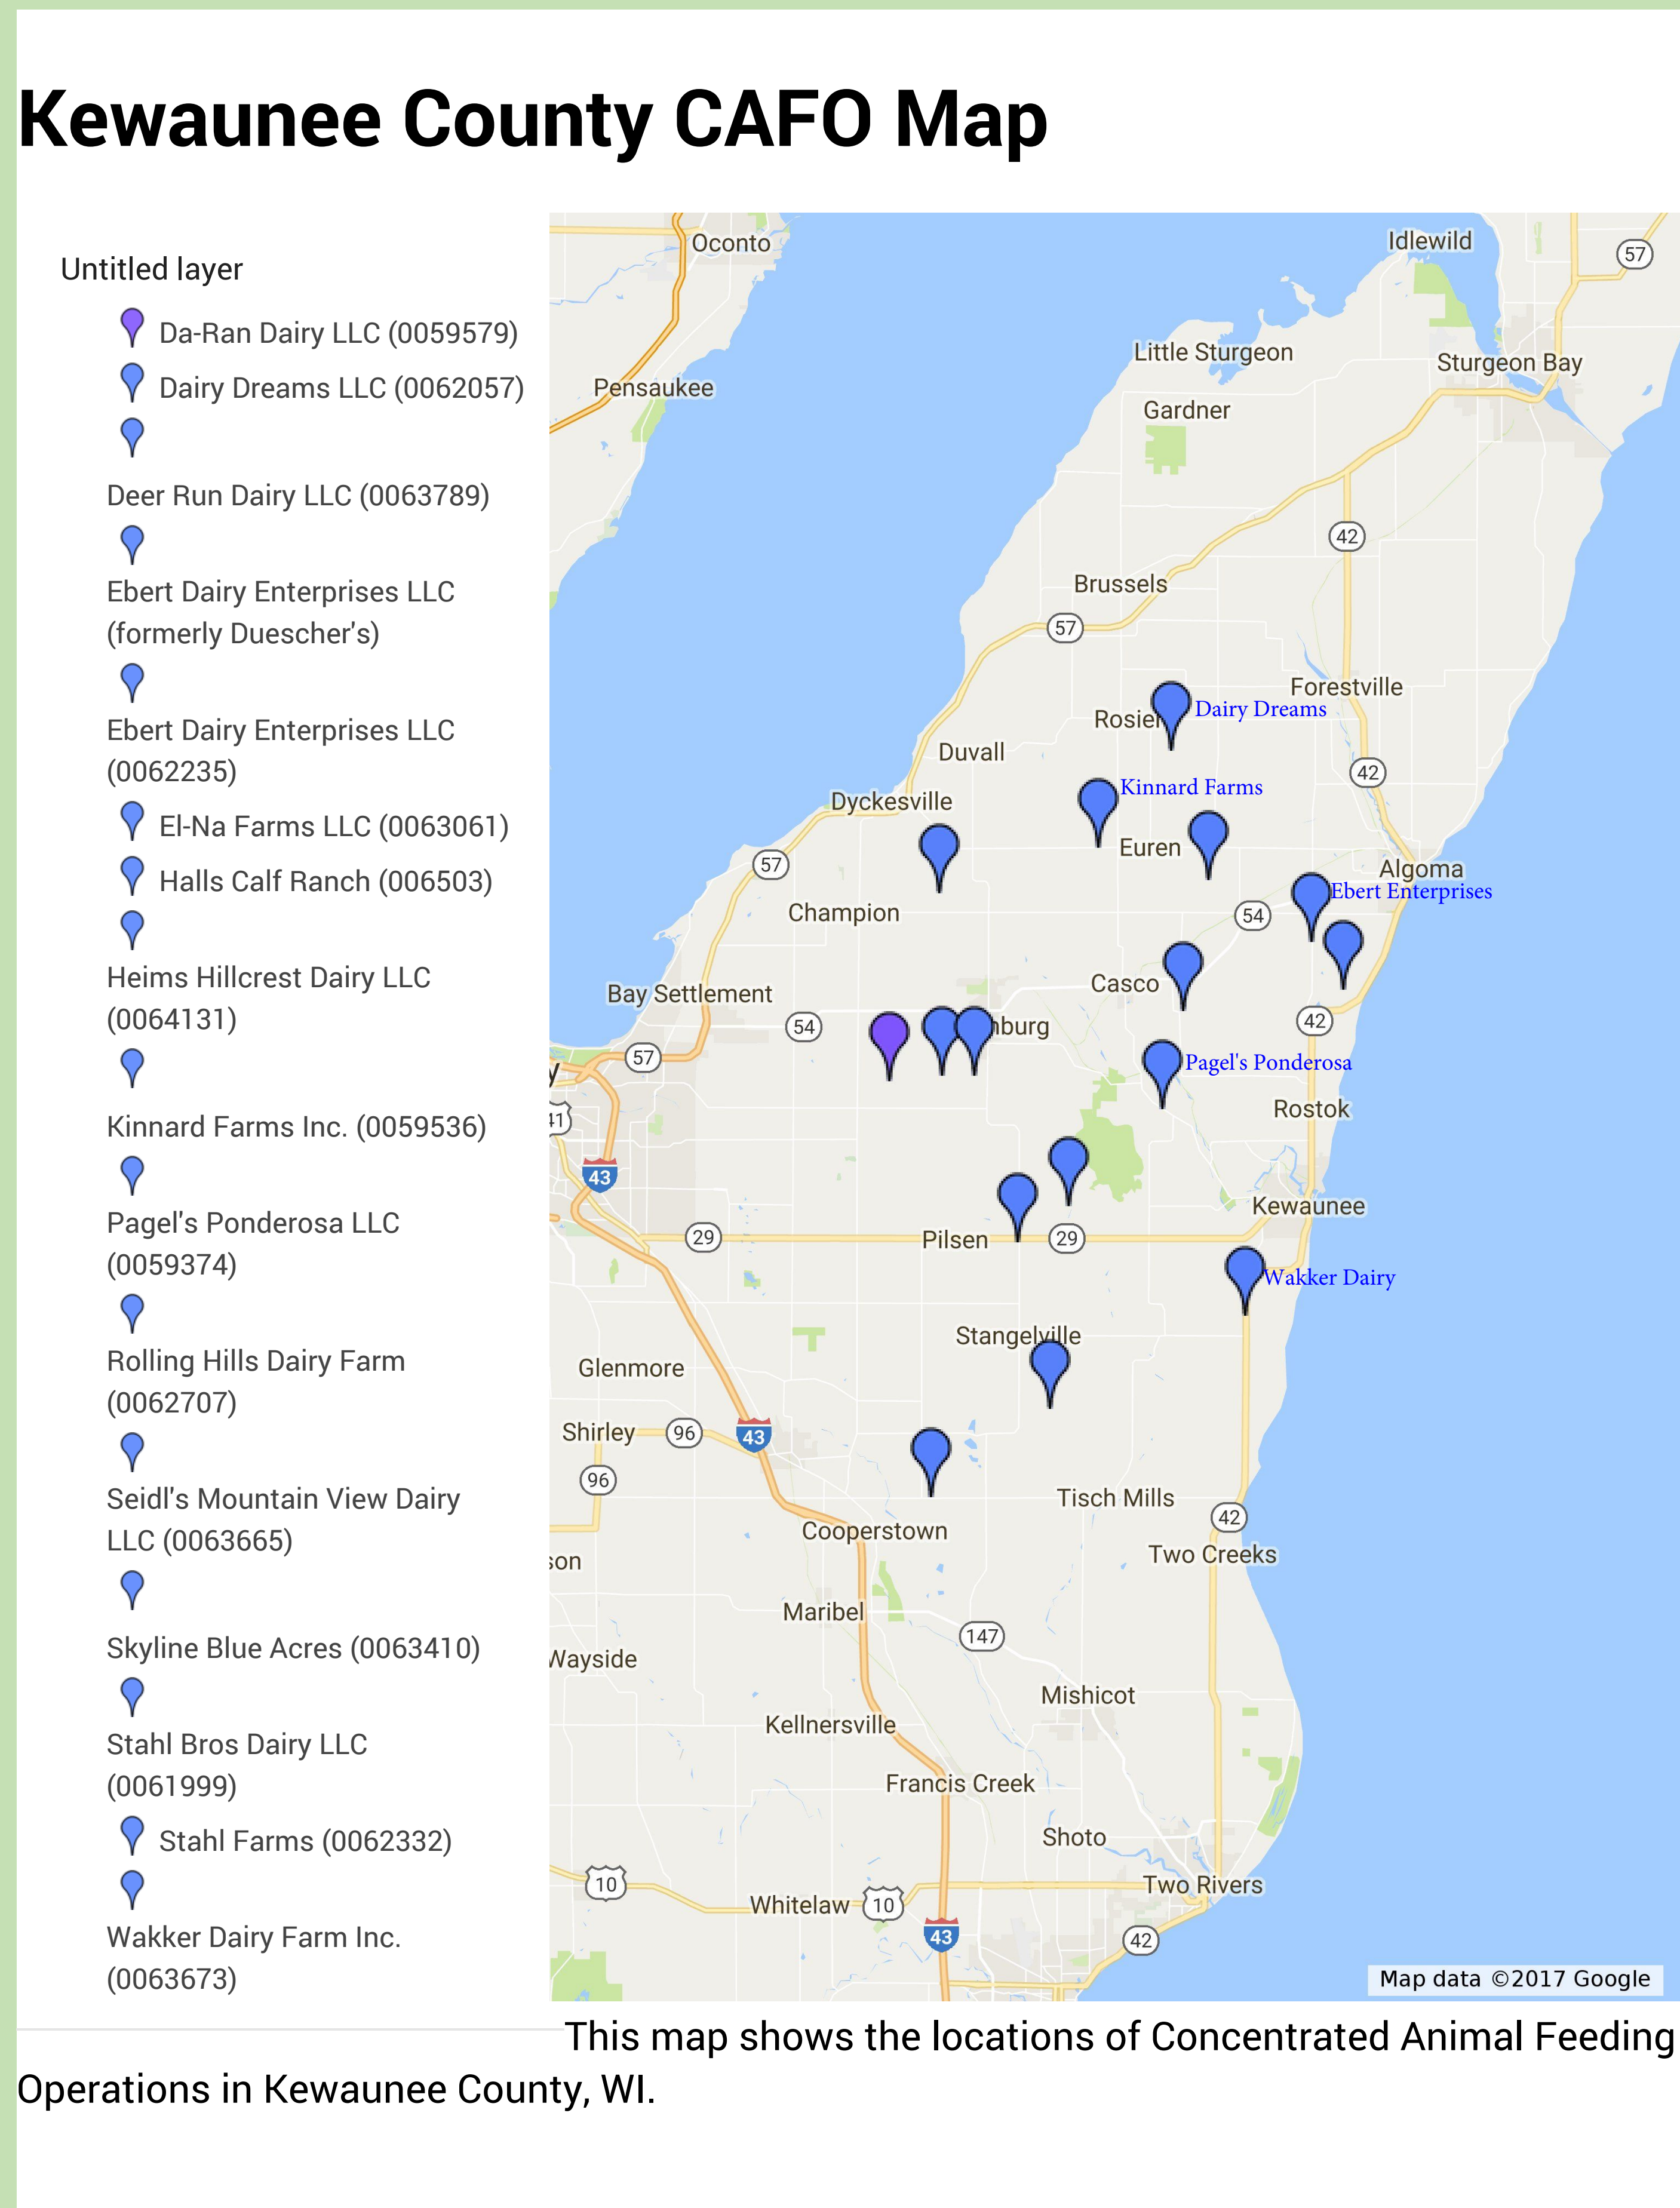 Kewaunee County CAFO Map
Untitled layer
Da-Ran Dairy LLC (0059579)
Dairy Dreams LLC (0062057)
Deer Run Dairy LLC (0063789)
Ebert Dairy Enterprises LLC
(formerly Duescher's)
Ebert Dairy Enterprises LLC
(0062235)
El-Na Farms LLC (0063061)
Halls Calf Ranch (006503)
Heims Hillcrest Dairy LLC
(0064131)
Kinnard Farms Inc. (0059536)
Pagel's Ponderosa LLC
(0059374)
Rolling Hills Dairy Farm
(0062707)
Seidl's Mountain View Dairy
LLC (0063665)
Skyline Blue Acres (0063410)
Stahl Bros Dairy LLC
(0061999)
Stahl Farms (0062332)
Wakker Dairy Farm Inc.
(0063673)
Oconto
Idlewild
57
Little Sturgeon
Sturgeon Bay
Pensaukee
Gardner
42
Brussels
57
Forestville
Dairy Dreams
Rosier
Duvall
42
Kinnard Farms
Dyckesville
Euren
57
Algoma
Ebert Enterprises
Champion
54
Casco
Bay Settlement
42
54
nburg
57
Pagel's Ponderosa
y
Rostok
41
43
Kewaunee
29
Pilsen
29
Wakker Dairy
Stangelville
Glenmore
Shirley
96
43
96
Tisch Mills
42
Cooperstown
Two Creeks
son
Maribel
147
Wayside
Mishicot
Kellnersville
Francis Creek
Shoto
10
Two Rivers
Whitelaw
10
43
42
Map data ©2017 Google
This map shows the locations of Concentrated Animal Feeding
Operations in Kewaunee County, WI.